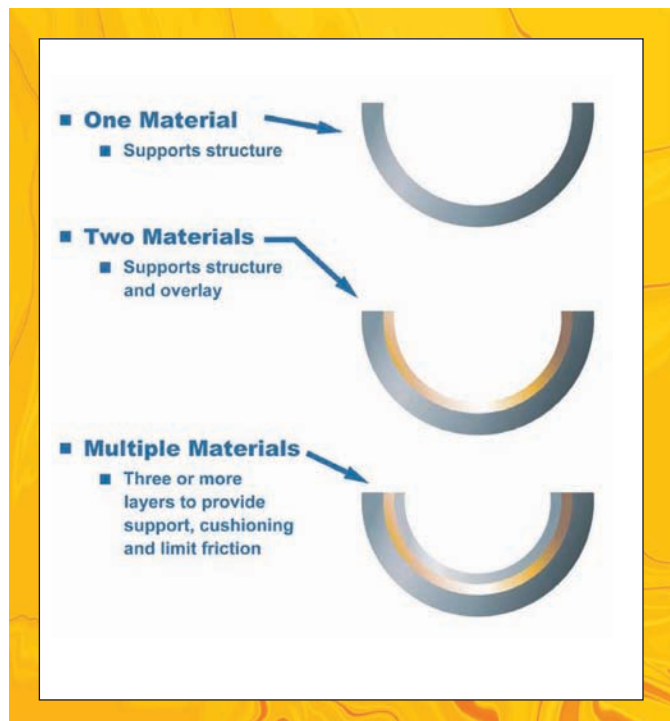 One Material
Supports structure
Two Materials
Supports structure
and overlay
Multiple Materials
Three or more
layers to provide
support, cushioning
and limit friction